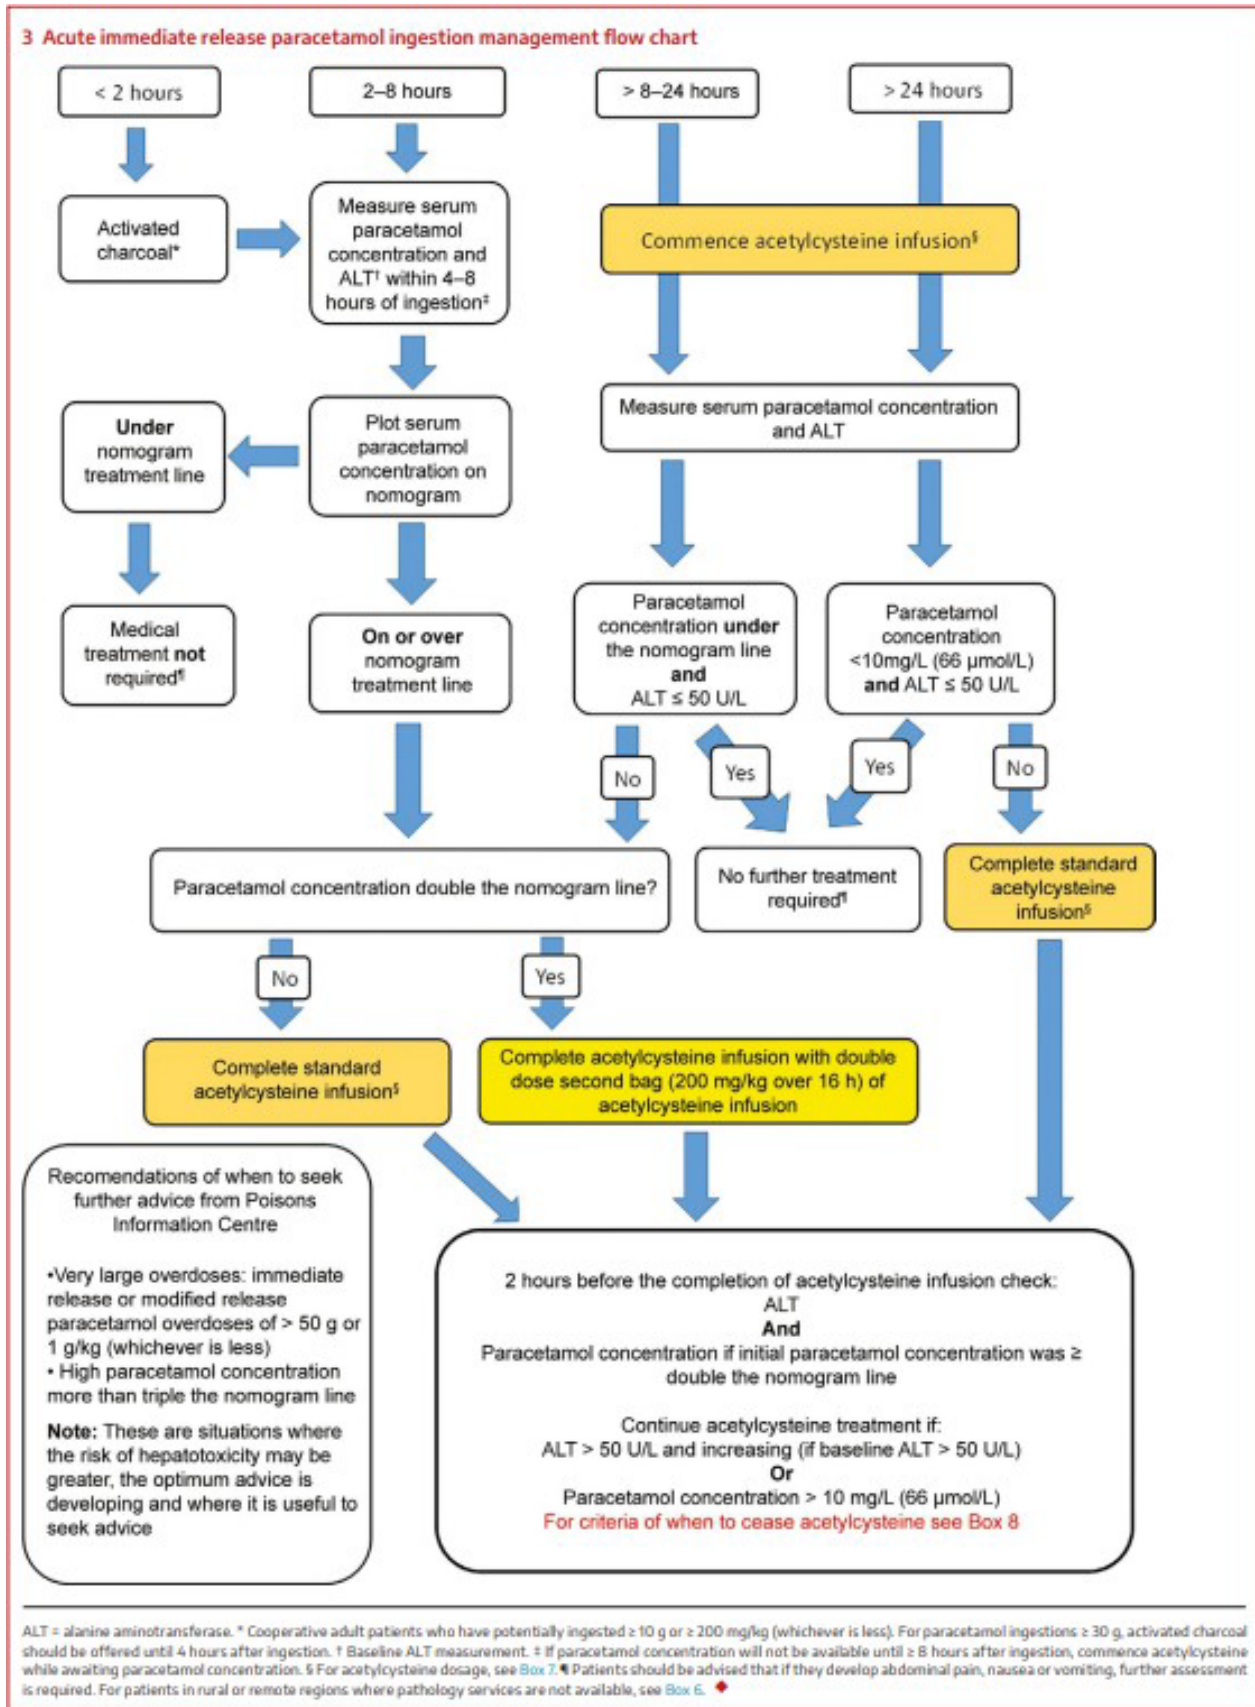 3 Acute immediate release paracetamol ingestion management flow chart
< 2 hours
2–8 hours
> 8–24 hours
> 24 hours
Activated
charcoal*
Measure serum
paracetamol
concentration and
ALT† within 4–8
hours of ingestion‡
Commence acetylcysteine infusion§
Under
nomogram
treatment line
Plot serum
paracetamol
concentration on
nomogram
Measure serum paracetamol concentration
and ALT
Medical
treatment not
required¶
On or over
nomogram
treatment line
Paracetamol
concentration under
the nomogram line
and
ALT ≤ 50 U/L
Paracetamol
concentration
<10mg/L (66 µmol/L)
and ALT ≤ 50 U/L
No
Yes
Yes
No
Paracetamol concentration double the nomogram line?
No further treatment
required¶
Complete standard
acetylcysteine
infusion§
No
Yes
Complete standard
acetylcysteine infusion§
Complete acetylcysteine infusion with double
dose second bag (200 mg/kg over 16 h) of
acetylcysteine infusion
Recomendations of when to seek
further advice from Poisons
Information Centre
•Very large overdoses: immediate
release or modified release
paracetamol overdoses of > 50 g or
1 g/kg (whichever is less)
• High paracetamol concentration
more than triple the nomogram line
Note: These are situations where
the risk of hepatotoxicity may be
greater, the optimum advice is
developing and where it is useful to
seek advice
2 hours before the completion of acetylcysteine infusion check:
ALT
And
Paracetamol concentration if initial paracetamol concentration was ≥
double the nomogram line
Continue acetylcysteine treatment if:
ALT > 50 U/L and increasing (if baseline ALT > 50 U/L)
Or
Paracetamol concentration > 10 mg/L (66 µmol/L)
For criteria of when to cease acetylcysteine see Box 8
ALT = alanine aminotransferase. * Cooperative adult patients who have potentially ingested ≥ 10 g or ≥ 200 mg/kg (whichever is less). For paracetamol ingestions ≥ 30 g, activated charcoal
should be offered until 4 hours after ingestion. † Baseline ALT measurement. ‡ If paracetamol concentration will not be available until ≥ 8 hours after ingestion, commence acetylcysteine
while awaiting paracetamol concentration. § For acetylcysteine dosage, see Box 7. ¶ Patients should be advised that if they develop abdominal pain, nausea or vomiting, further assessment
is required. For patients in rural or remote regions where pathology services are not available, see Box 6. ◆